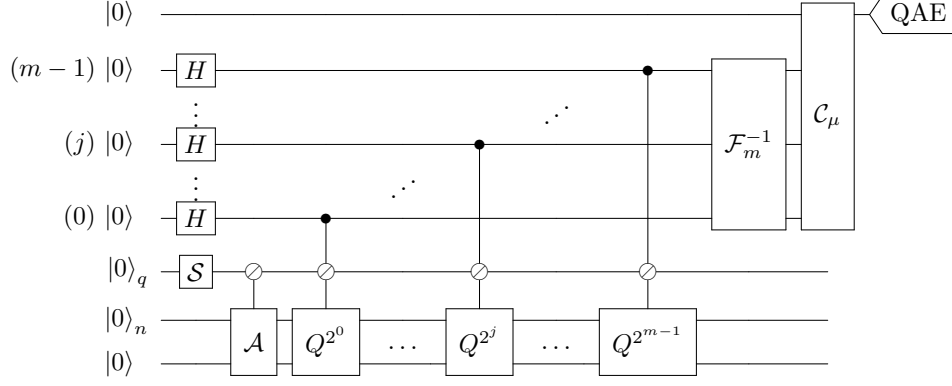 |0⟩ QAE
(m − 1) |0⟩ H
⋮ ⋰
(j) |0⟩ H F_m^{-1} C_μ
⋮ ⋰
(0) |0⟩ H
|0⟩_q S
|0⟩_n
A Q^{2^0} ··· Q^{2^j} ··· Q^{2^{m−1}}
|0⟩